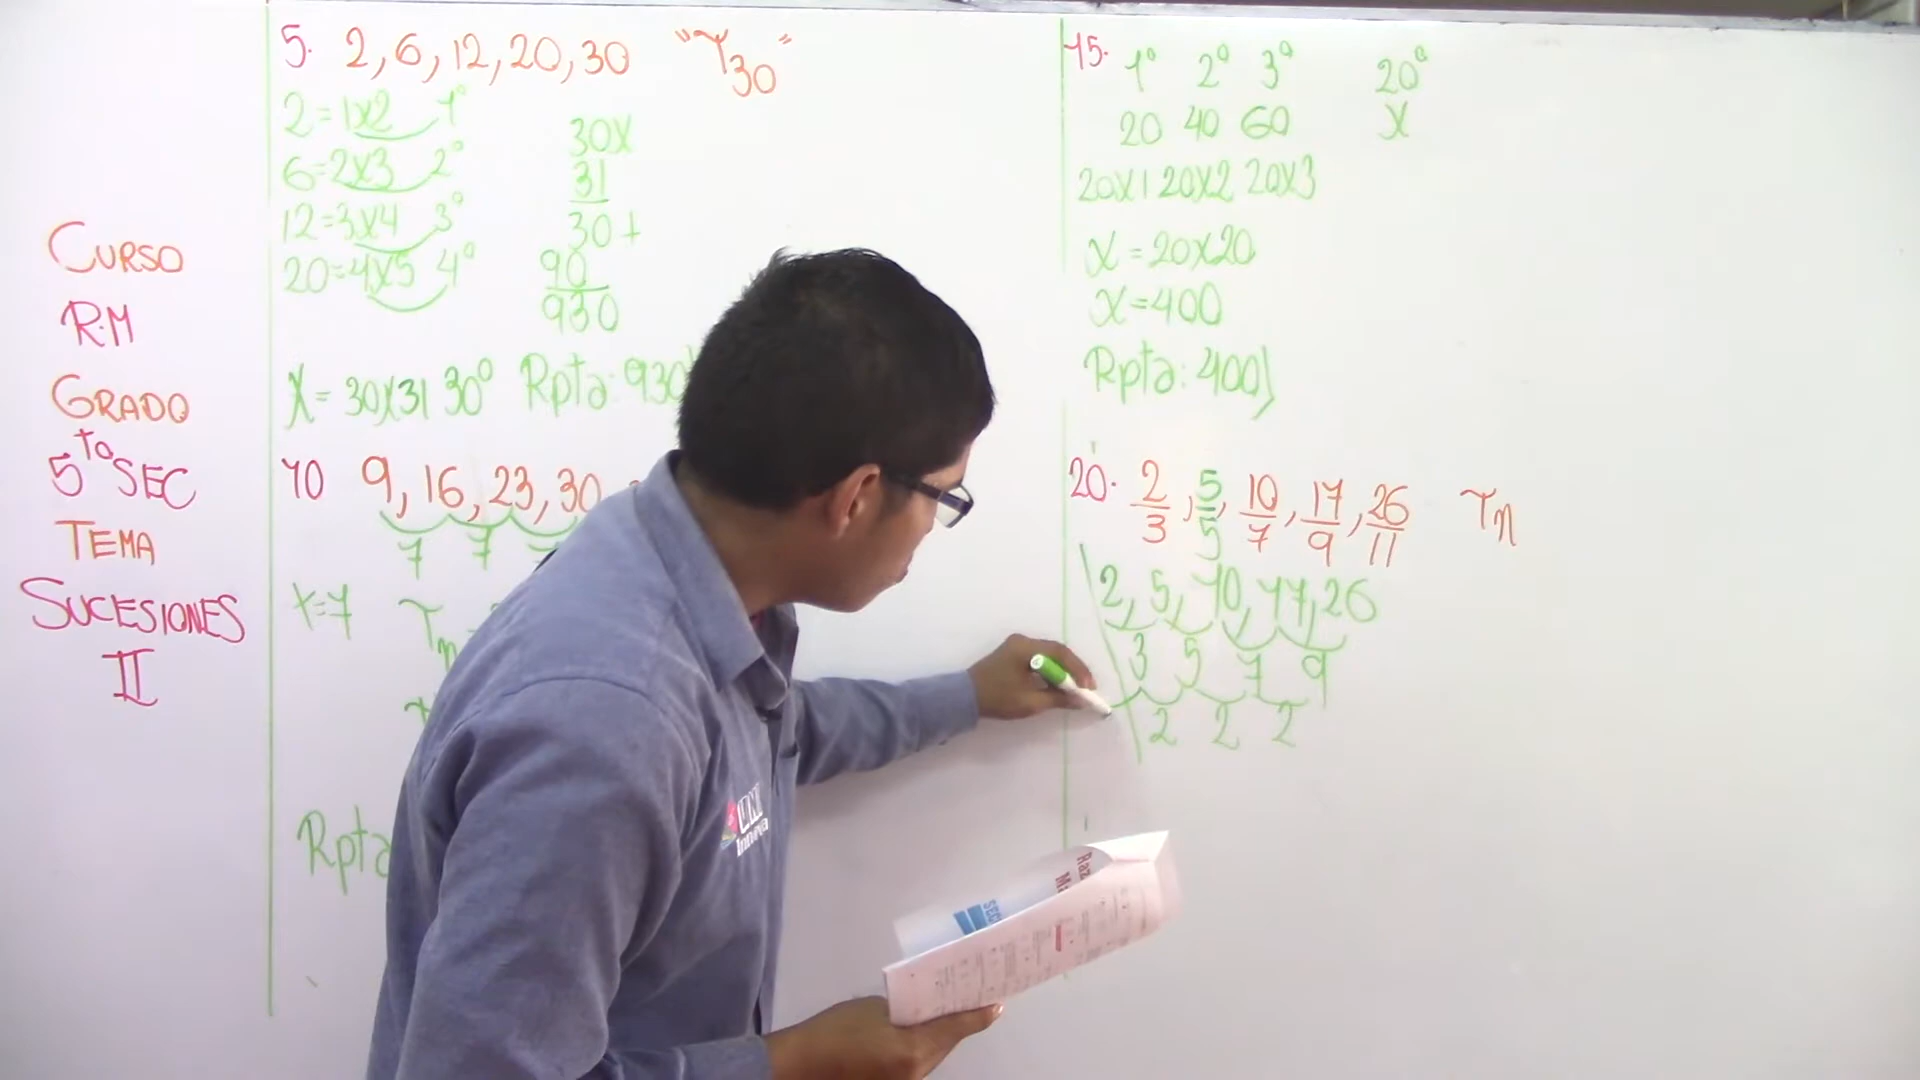 CURSO
R.M
GRADO
5to SEC
TEMA
SUCESIONES
II
5. 2, 6, 12, 20, 30 "T30"
2=1x2 1°
6=2x3 2°
12=3x4 3°
20=4x5 4°
30x
31
30+
90
930
X= 30x31 30° Rpta: 930
10 9, 16, 23, 30
7 7
r=7 Tn
Rpta
15. 1° 2° 3° 20°
20 40 60 x
20x1 20x2 20x3
x=20x20
x=400
Rpta: 400)
20. 2/3, 5/5, 10/7, 17/9, 26/11 Tn
2, 5, 10, 17, 26
3 5 7 9
2 2 2
Innova
SEC